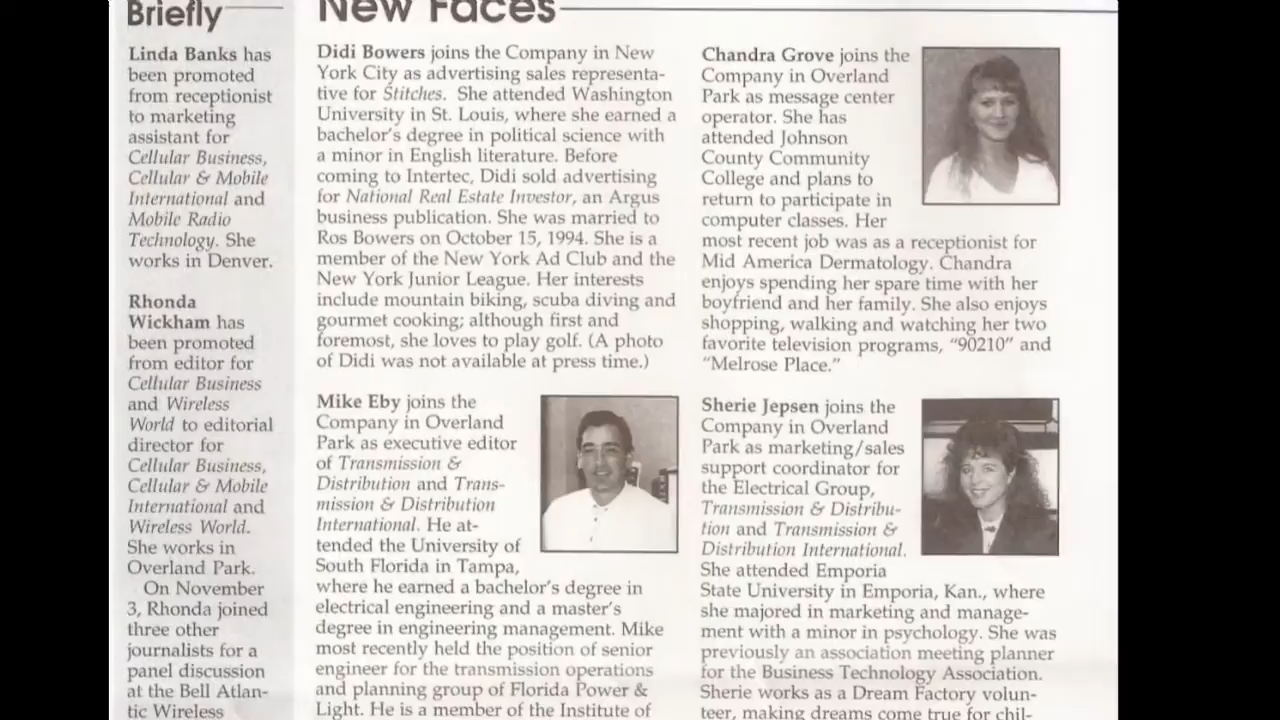 Briefly
Linda Banks has
been promoted
from receptionist
to marketing
assistant for
Cellular Business,
Cellular & Mobile
International and
Mobile Radio
Technology. She
works in Denver.
Rhonda
Wickham has
been promoted
from editor for
Cellular Business
and Wireless
World to editorial
director for
Cellular Business,
Cellular & Mobile
International and
Wireless World.
She works in
Overland Park.
On November
3, Rhonda joined
three other
journalists for a
panel discussion
at the Bell Atlan-
tic Wireless
New Faces
Didi Bowers joins the Company in New
York City as advertising sales representa-
tive for Stitches. She attended Washington
University in St. Louis, where she earned a
bachelor's degree in political science with
a minor in English literature. Before
coming to Intertec, Didi sold advertising
for National Real Estate Investor, an Argus
business publication. She was married to
Ros Bowers on October 15, 1994. She is a
member of the New York Ad Club and the
New York Junior League. Her interests
include mountain biking, scuba diving and
gourmet cooking; although first and
foremost, she loves to play golf. (A photo
of Didi was not available at press time.)
Mike Eby joins the
Company in Overland
Park as executive editor
of Transmission &
Distribution and Trans-
mission & Distribution
International. He at-
tended the University of
South Florida in Tampa,
where he earned a bachelor's degree in
electrical engineering and a master's
degree in engineering management. Mike
most recently held the position of senior
engineer for the transmission operations
and planning group of Florida Power &
Light. He is a member of the Institute of
Chandra Grove joins the
Company in Overland
Park as message center
operator. She has
attended Johnson
County Community
College and plans to
return to participate in
computer classes. Her
most recent job was as a receptionist for
Mid America Dermatology. Chandra
enjoys spending her spare time with her
boyfriend and her family. She also enjoys
shopping, walking and watching her two
favorite television programs, "90210" and
"Melrose Place."
Sherie Jepsen joins the
Company in Overland
Park as marketing/sales
support coordinator for
the Electrical Group,
Transmission & Distribu-
tion and Transmission &
Distribution International.
She attended Emporia
State University in Emporia, Kan., where
she majored in marketing and manage-
ment with a minor in psychology. She was
previously an association meeting planner
for the Business Technology Association.
Sherie works as a Dream Factory volun-
teer, making dreams come true for chil-